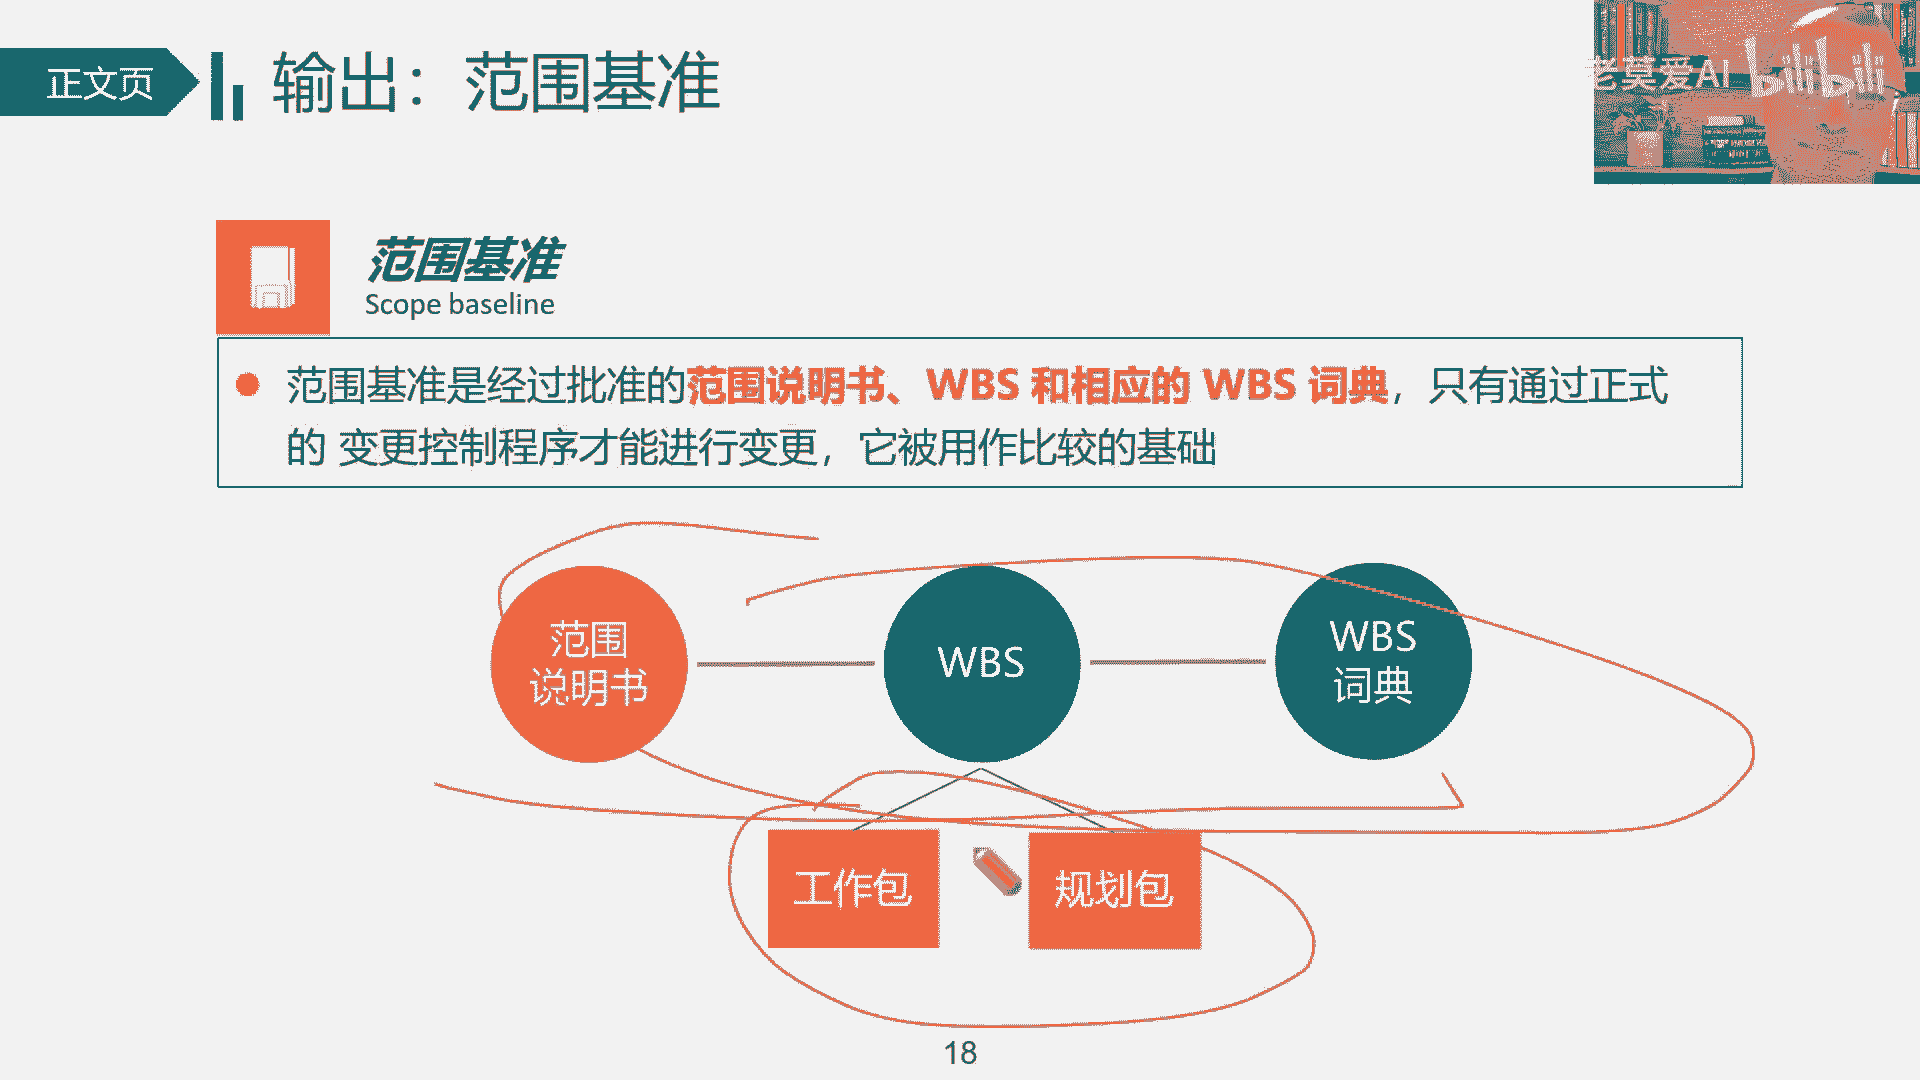 正文页
输出：范围基准
老莫爱AI bilibili
范围基准
Scope baseline
范围基准是经过批准的范围说明书、WBS 和相应的 WBS 词典，只有通过正式
的 变更控制程序才能进行变更，它被用作比较的基础
范围
说明书
WBS
WBS
词典
工作包
规划包
18